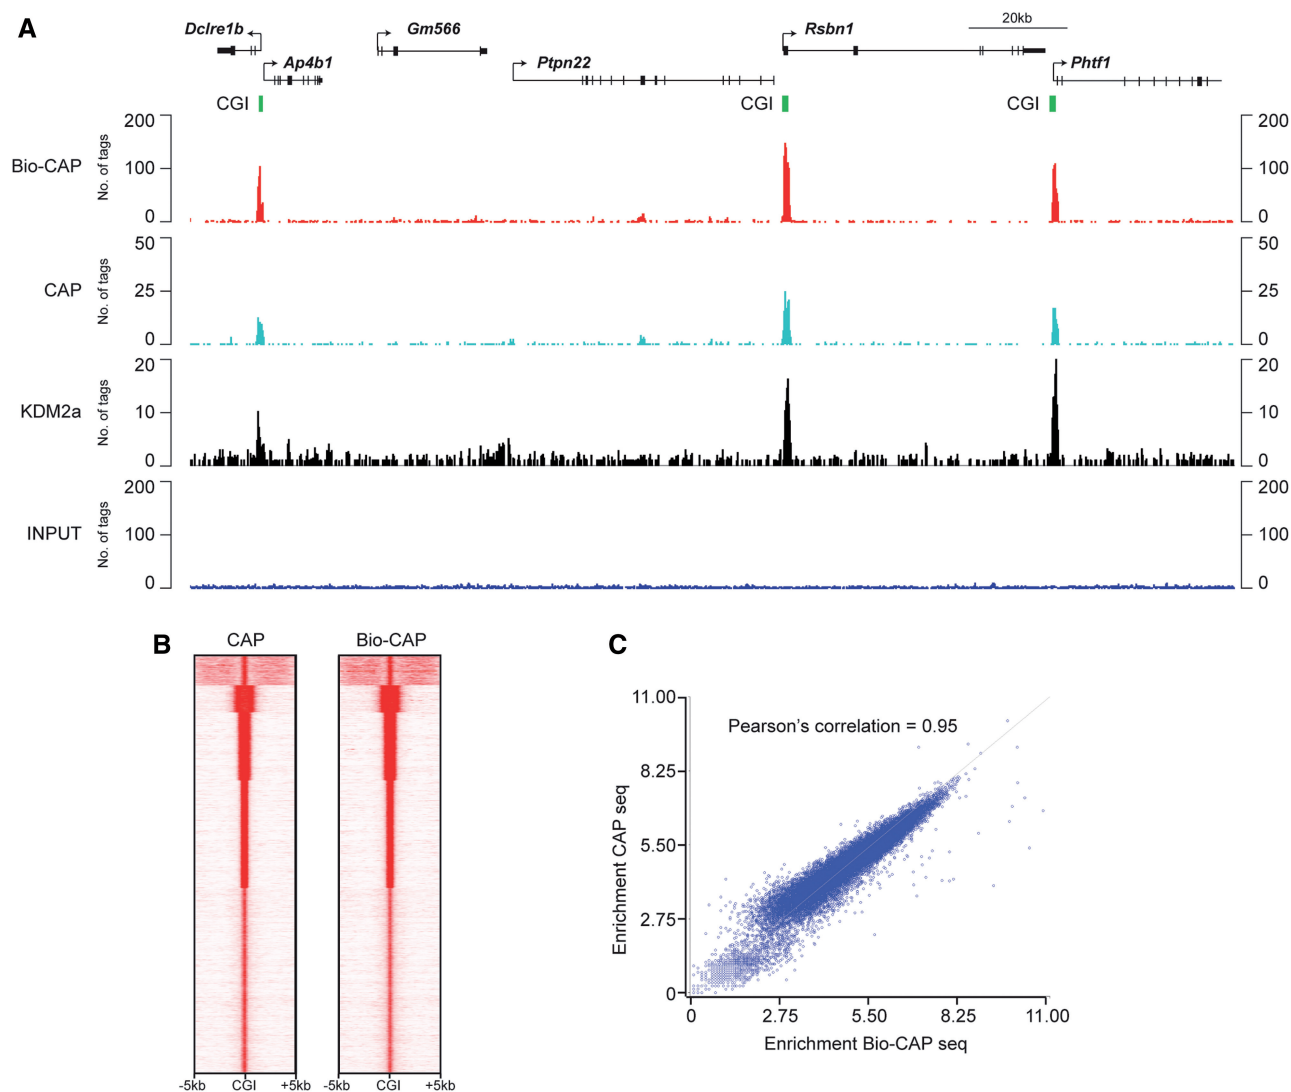 A
Dclre1b
Gm566
Rsbn1
20kb
Ap4b1
Ptpn22
Phtf1
CGI
CGI
CGI
Bio-CAP
No. of tags
200
100
0
200
100
0
CAP
No. of tags
50
25
0
50
25
0
KDM2a
No. of tags
20
10
0
20
10
0
INPUT
No. of tags
200
100
0
200
100
0
B
CAP
Bio-CAP
-5kb
CGI
+5kb
-5kb
CGI
+5kb
C
Pearson's correlation = 0.95
Enrichment CAP seq
11.00
8.25
5.50
2.75
0
0
2.75
5.50
8.25
11.00
Enrichment Bio-CAP seq